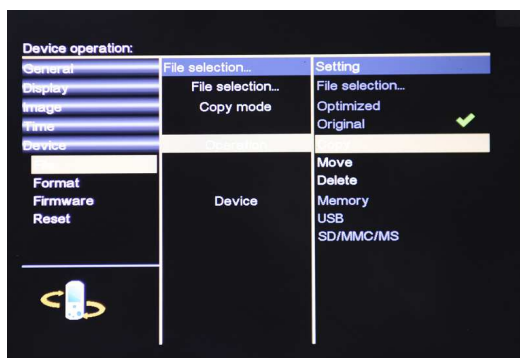 Device operation:
General
Display
Image
Time
Device
Format
Firmware
Reset
File selection...
File selection...
Copy mode
Operation
Device
Setting
File selection...
Optimized
Original
Move
Delete
Memory
USB
SD/MMC/MS